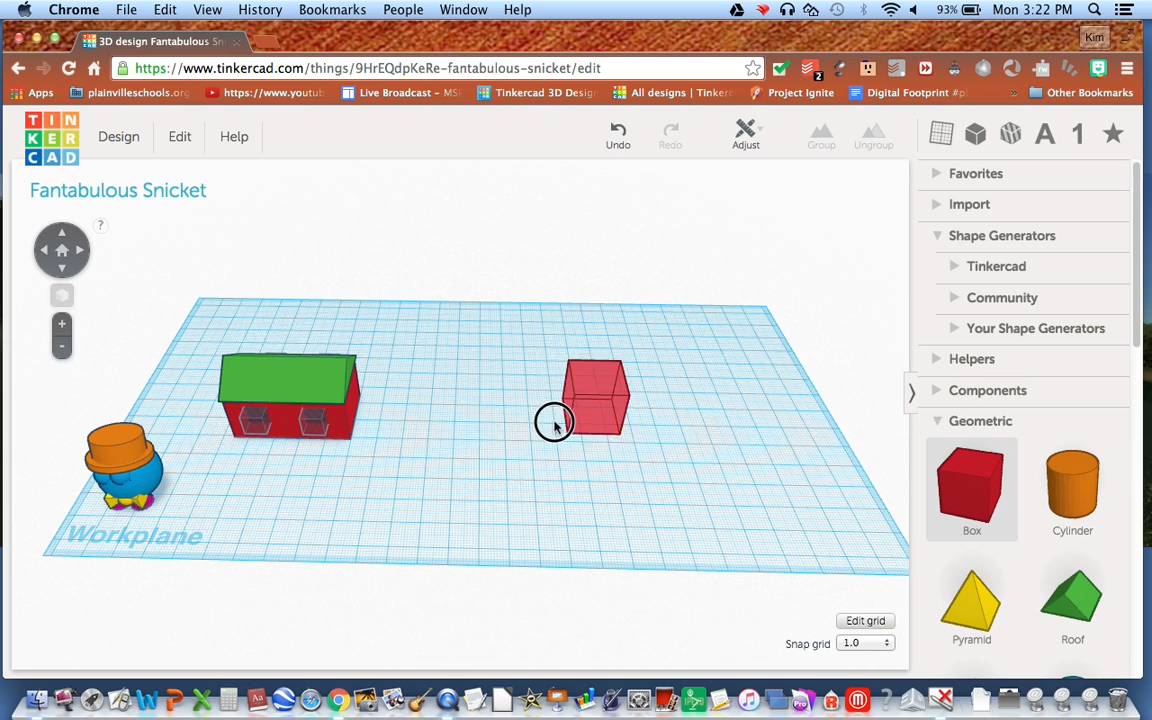 Chrome File Edit View History Bookmarks People Window Help 93% Mon 3:22 PM
3D design Fantabulous Sn
Kim
https://www.tinkercad.com/things/9HrEQdpKeRe-fantabulous-snicket/edit
2
Apps plainvilleschools.org https://www.youtub Live Broadcast - MSP Tinkercad 3D Design All designs | Tinkerc Project Ignite Digital Footprint #pl » Other Bookmarks
TIN
KER
CAD
Design Edit Help
Undo Redo Adjust Group Ungroup
A 1
Fantabulous Snicket
?
+
-
Workplane
Edit grid
Snap grid 1.0
Favorites
Import
Shape Generators
Tinkercad
Community
Your Shape Generators
Helpers
Components
Geometric
Box Cylinder
Pyramid Roof